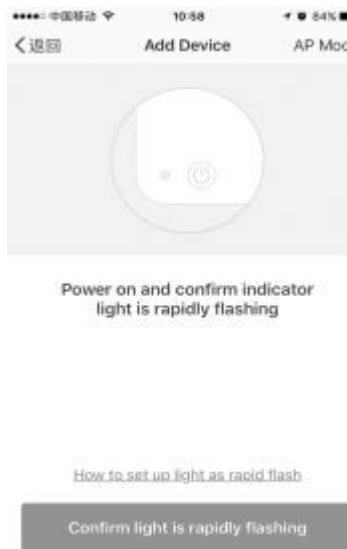 中国移动 10:58 84%
返回 Add Device AP Mod
Power on and confirm indicator
light is rapidly flashing
How to set up light as rapid flash
Confirm light is rapidly flashing